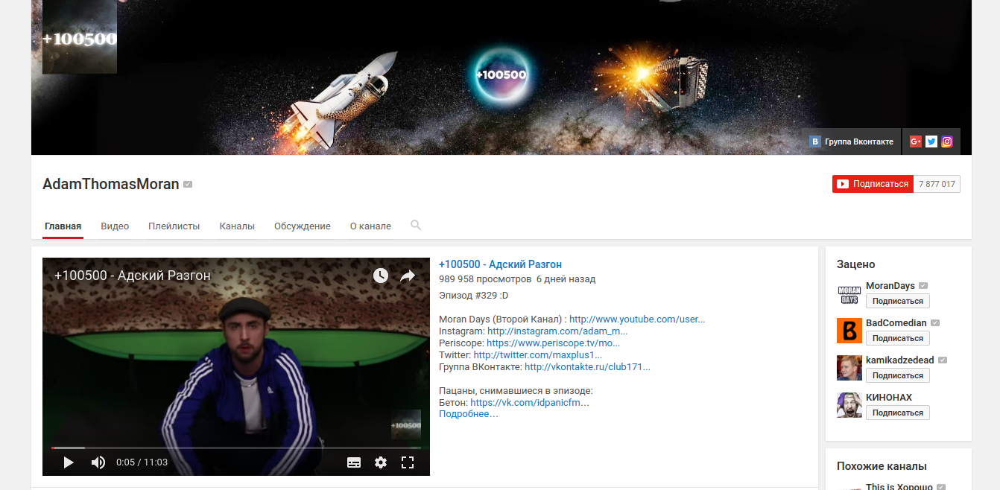 +100500
+100500
Группа Вконтакте
AdamThomasMoran
Подписаться 7 877 017
Главная Видео Плейлисты Каналы Обсуждение О канале
+100500 - Адский Разгон
+100500
0:05 / 11:03
+100500 - Адский Разгон
989 958 просмотров 6 дней назад
Эпизод #329 :D
Moran Days (Второй Канал) : http://www.youtube.com/user...
Instagram: http://instagram.com/adam_m...
Periscope: https://www.periscope.tv/mo...
Twitter: http://twitter.com/maxplus1...
Группа ВКонтакте: http://vkontakte.ru/club171...
Пацаны, снимавшиеся в эпизоде:
Бетон: https://vk.com/idpanicfm…
Подробнее…
Зацено
MORAN
DAYS
MoranDays
Подписаться
B
BadComedian
Подписаться
kamikadzedead
Подписаться
КИНОНАХ
Подписаться
Похожие каналы
This is Хорошо